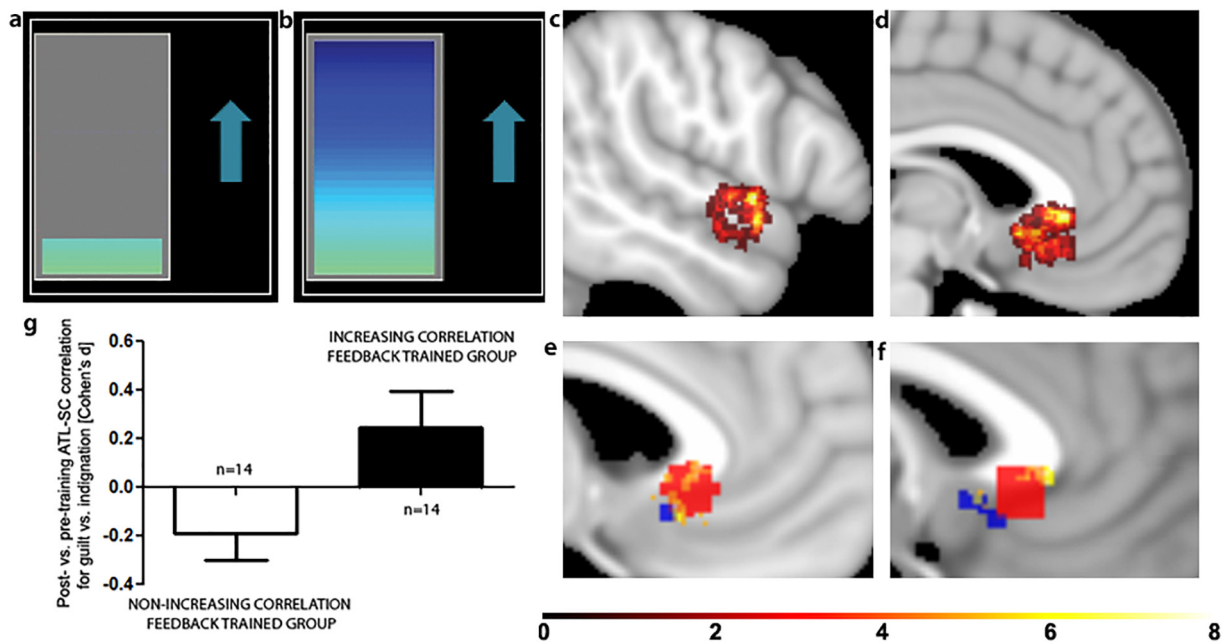 a
b
c
d
g
Post- vs. pre-training ATL-SC correlation
for guilt vs. indignation [Cohen's d]
0.6
0.4
0.2
0.0
-0.2
-0.4
INCREASING CORRELATION
FEEDBACK TRAINED GROUP
n=14
n=14
NON-INCREASING CORRELATION
FEEDBACK TRAINED GROUP
e
f
0
2
4
6
8